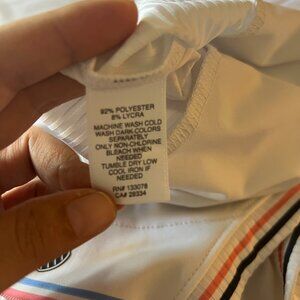 92% POLYESTER
8% LYCRA
MACHINE WASH COLD
WASH DARK COLORS
SEPARATELY
ONLY NON-CHLORINE
BLEACH WHEN
NEEDED
TUMBLE DRY LOW
COOL IRON IF
NEEDED
RN# 133078
CA# 29334